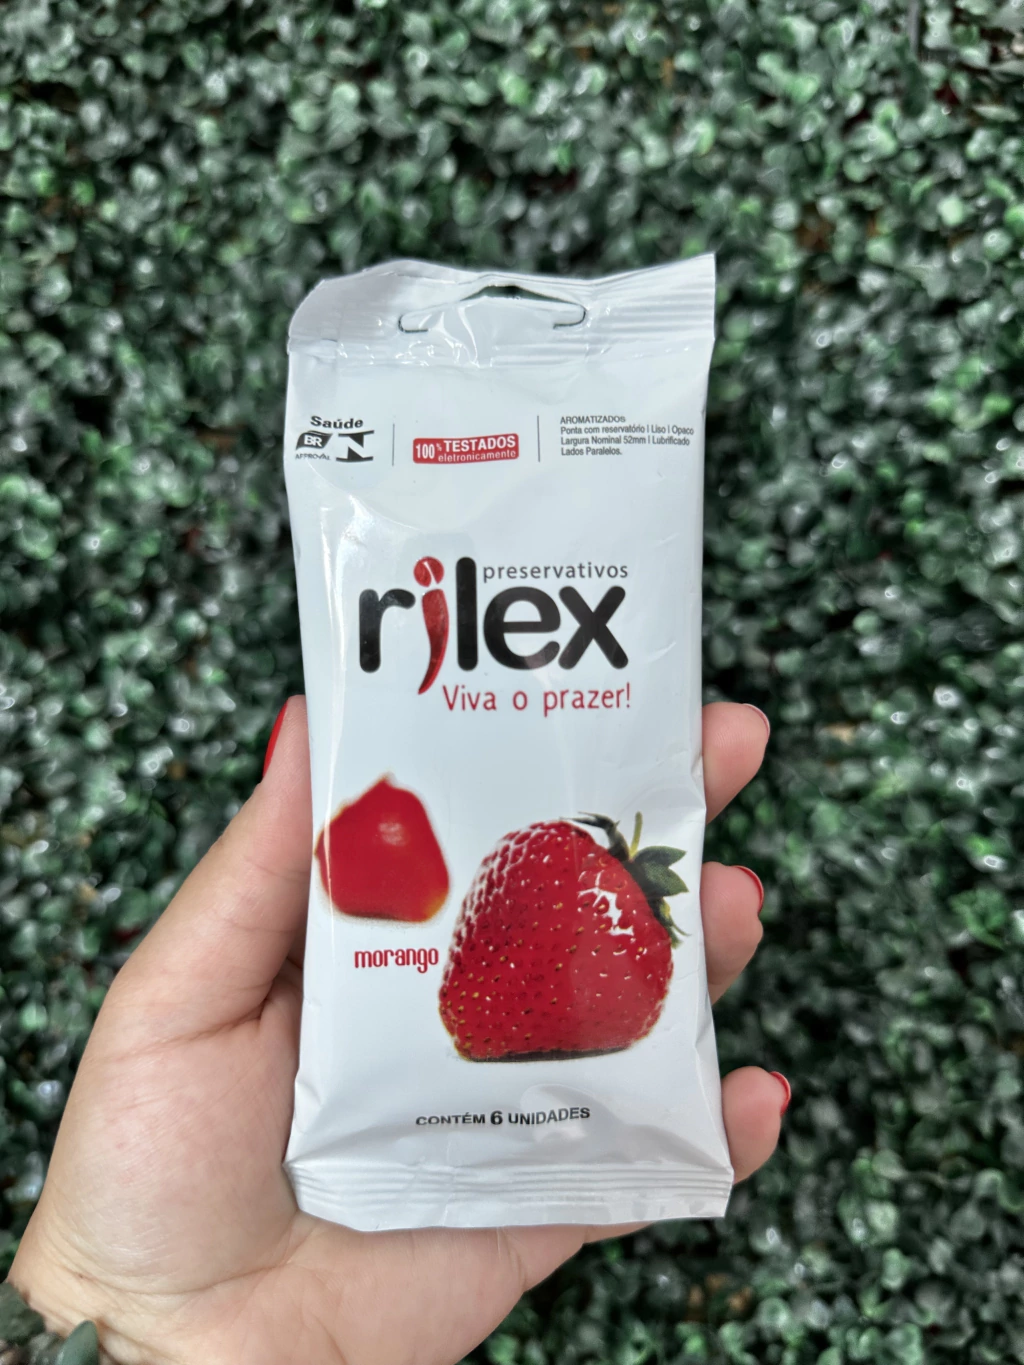 Saúde
BR
N
100% TESTADOS
eletronicamente
AROMATIZADOS
Ponta com reservatório | Liso | Opaco
Largura Nominal 52mm | Lubrificado
Lados Paralelos.
preservativos
rilex
Viva o prazer!
morango
CONTÉM 6 UNIDADES